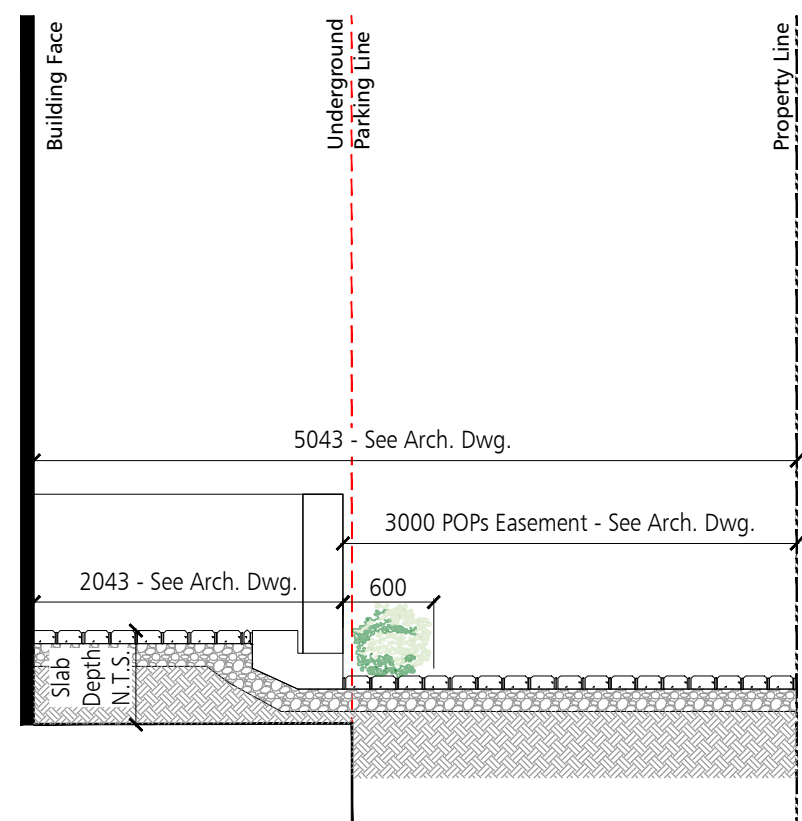 Building Face
Underground
Parking Line
Property Line
5043 - See Arch. Dwg.
3000 POPs Easement - See Arch. Dwg.
2043 - See Arch. Dwg.
600
Slab
Depth
N.T.S.